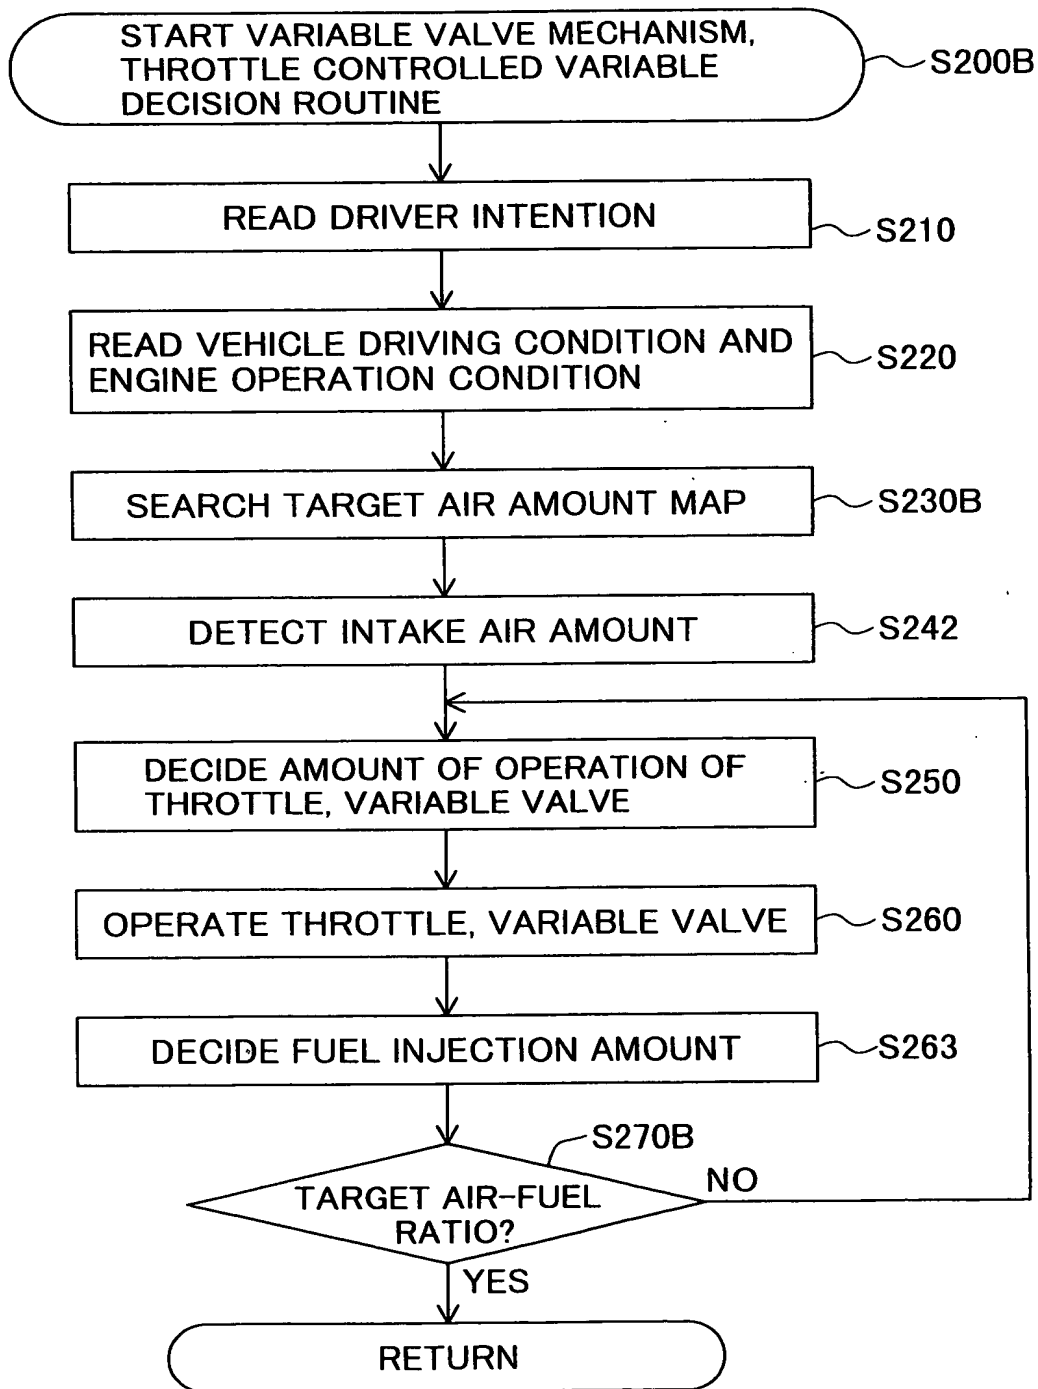 START VARIABLE VALVE MECHANISM,
THROTTLE CONTROLLED VARIABLE
DECISION ROUTINE
S200B
READ DRIVER INTENTION
S210
READ VEHICLE DRIVING CONDITION AND
ENGINE OPERATION CONDITION
S220
SEARCH TARGET AIR AMOUNT MAP
S230B
DETECT INTAKE AIR AMOUNT
S242
DECIDE AMOUNT OF OPERATION OF
THROTTLE, VARIABLE VALVE
S250
OPERATE THROTTLE, VARIABLE VALVE
S260
DECIDE FUEL INJECTION AMOUNT
S263
S270B
TARGET AIR-FUEL
RATIO?
NO
YES
RETURN